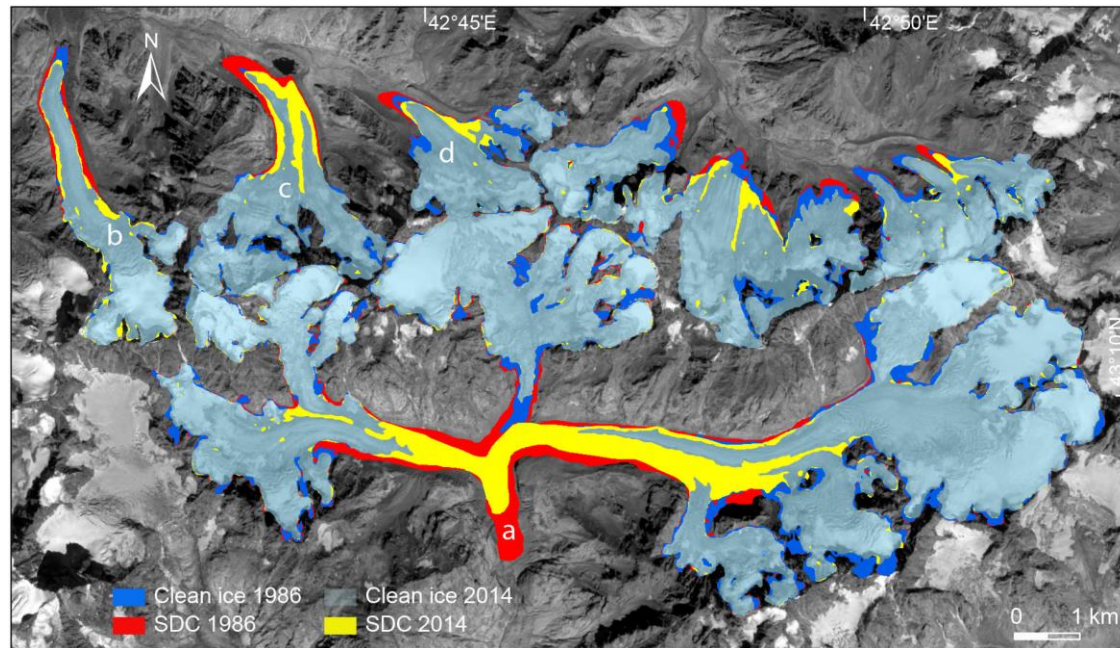 42°45'E 42°50'E
N
d
c
b
43°10'N
a
Clean ice 1986 Clean ice 2014
SDC 1986 SDC 2014
0 1 km